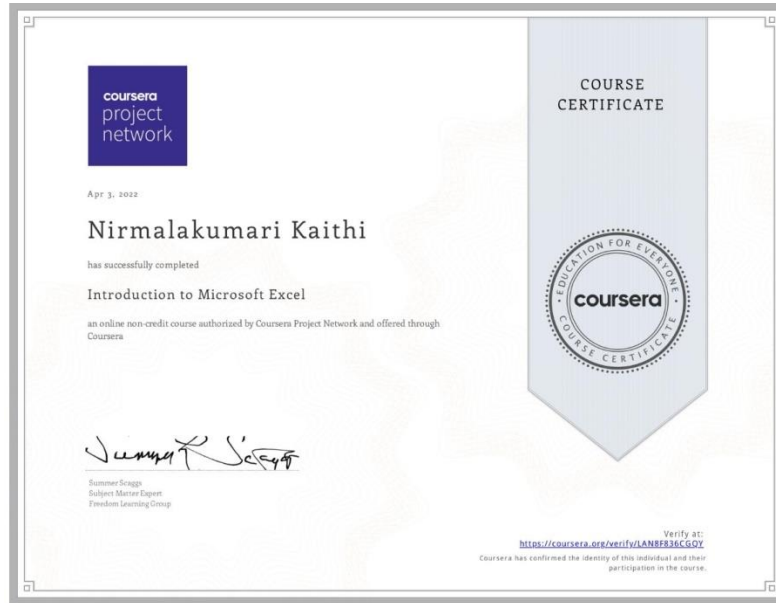 coursera
project
network
COURSE
CERTIFICATE
Apr 3, 2022
Nirmalakumari Kaithi
has successfully completed
Introduction to Microsoft Excel
an online non-credit course authorized by Coursera Project Network and offered through
Coursera
EDUCATION FOR EVERYONE
coursera
COURSE CERTIFICATE
Summer Scaggs
Subject Matter Expert
Freedom Learning Group
Verify at:
https://coursera.org/verify/LAN8F836CGQY
Coursera has confirmed the identity of this individual and their
participation in the course.